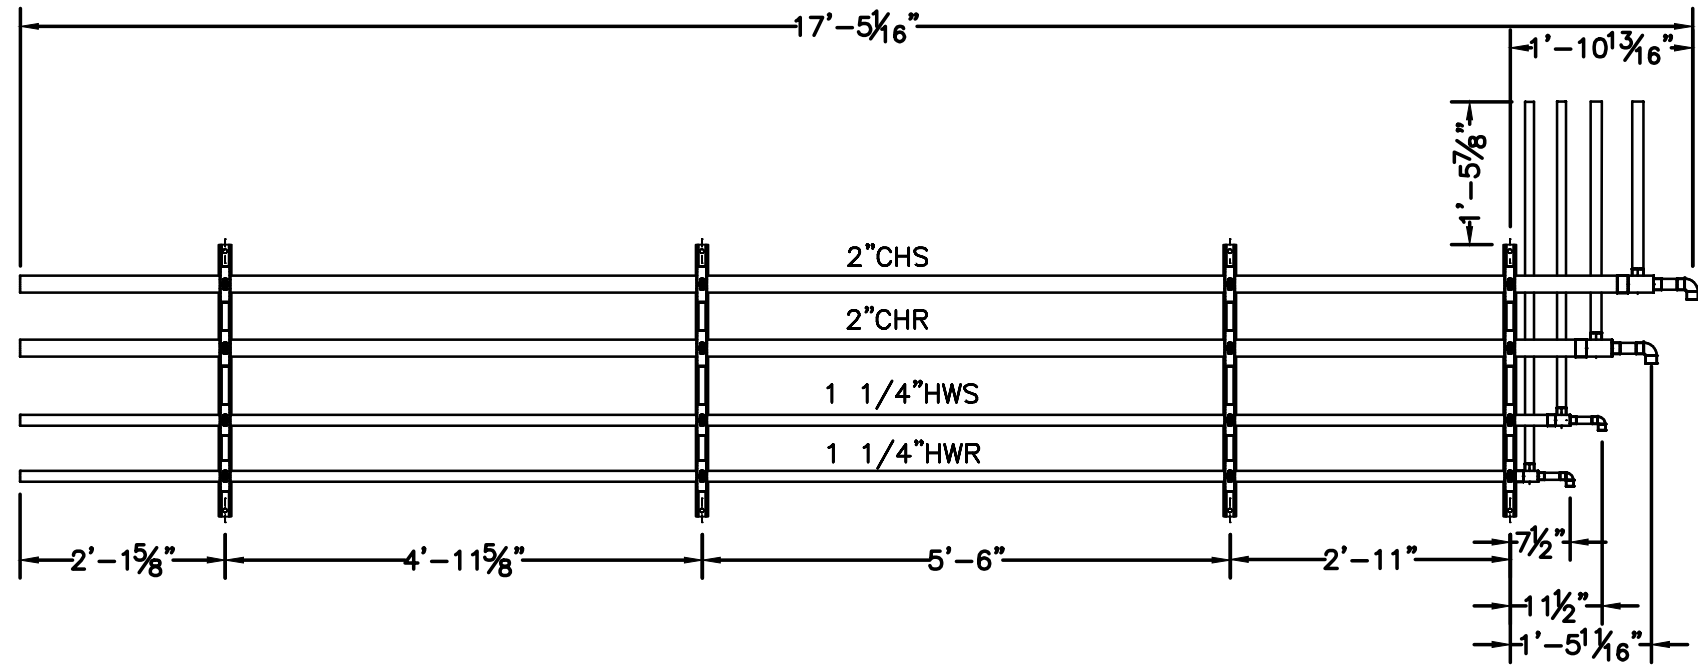 17'-5 1/16"
1'-10 13/16"
1'-5 7/8"
2"CHS
2"CHR
1 1/4"HWS
1 1/4"HWR
2'-1 5/8"
4'-11 5/8"
5'-6"
2'-11"
7 1/2"
11 1/2"
1'-5 11/16"